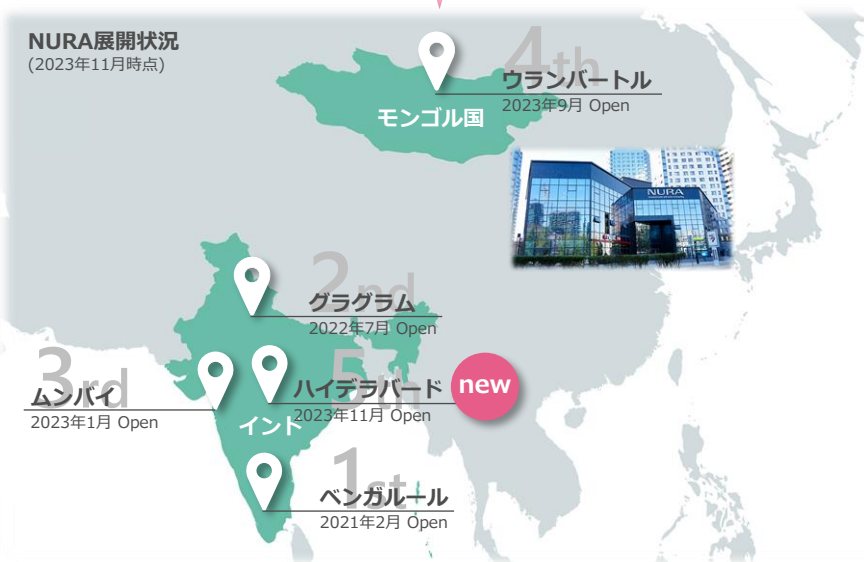 NURA展開状況
(2023年11月時点)
4th
ウランバートル
2023年9月 Open
モンゴル国
NURA
2nd
グラグラム
2022年7月 Open
3rd
ムンバイ
2023年1月 Open
5th
ハイデラバード
2023年11月 Open
new
インド
1st
ベンガルール
2021年2月 Open